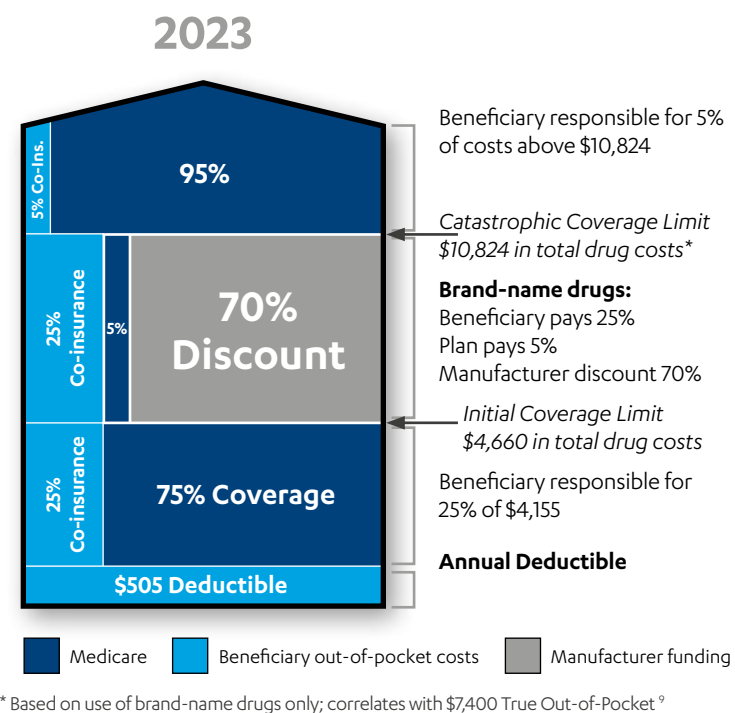 2023
Beneficiary responsible for 5%
of costs above $10,824
5% Co-Ins.
95%
Catastrophic Coverage Limit
$10,824 in total drug costs*
25%
Co-insurance
5%
70%
Discount
Brand-name drugs:
Beneficiary pays 25%
Plan pays 5%
Manufacturer discount 70%
Initial Coverage Limit
$4,660 in total drug costs
25%
Co-insurance
75% Coverage
Beneficiary responsible for
25% of $4,155
Annual Deductible
$505 Deductible
Medicare
Beneficiary out-of-pocket costs
Manufacturer funding
* Based on use of brand-name drugs only; correlates with $7,400 True Out-of-Pocket ⁹